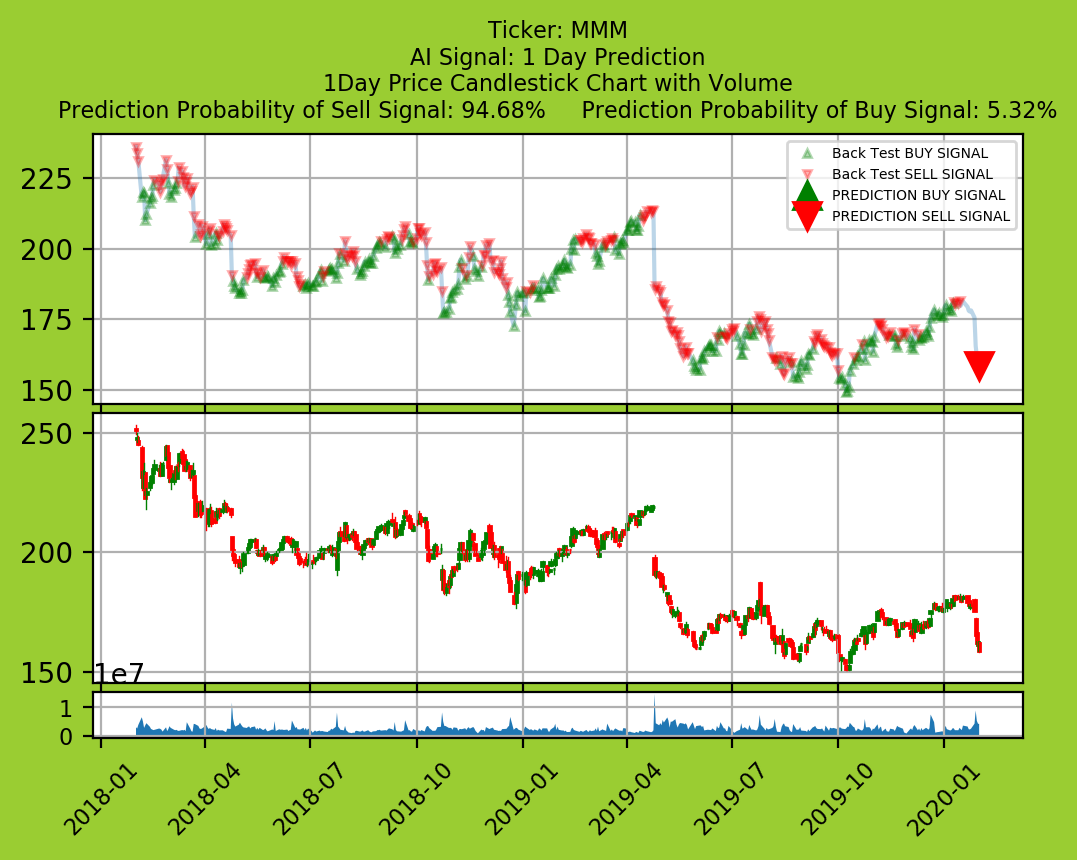 Ticker: MMM
AI Signal: 1 Day Prediction
1Day Price Candlestick Chart with Volume
Prediction Probability of Sell Signal: 94.68%     Prediction Probability of Buy Signal: 5.32%
Back Test BUY SIGNAL
Back Test SELL SIGNAL
PREDICTION BUY SIGNAL
PREDICTION SELL SIGNAL
225
200
175
150
250
200
150
1e7
1
0
2018-01
2018-04
2018-07
2018-10
2019-01
2019-04
2019-07
2019-10
2020-01